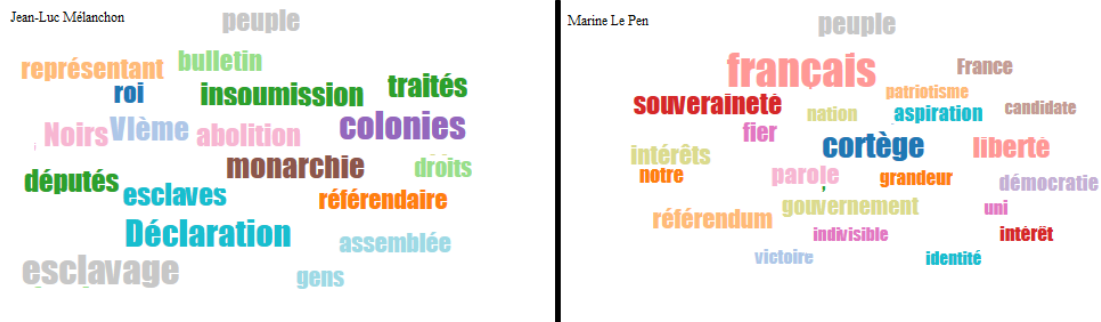 Jean-Luc Mélanchon
peuple
représentant bulletin
roi insoumission traités
Noirs VIème abolition colonies
monarchie droits
députés esclaves référendaire
Déclaration assemblée
esclavage gens
Marine Le Pen
peuple
français France
patriotisme
souveraineté nation aspiration candidate
fier cortège liberté
intérêts
notre parole grandeur démocratie
référendum gouvernement uni
indivisible intérêt
victoire identité